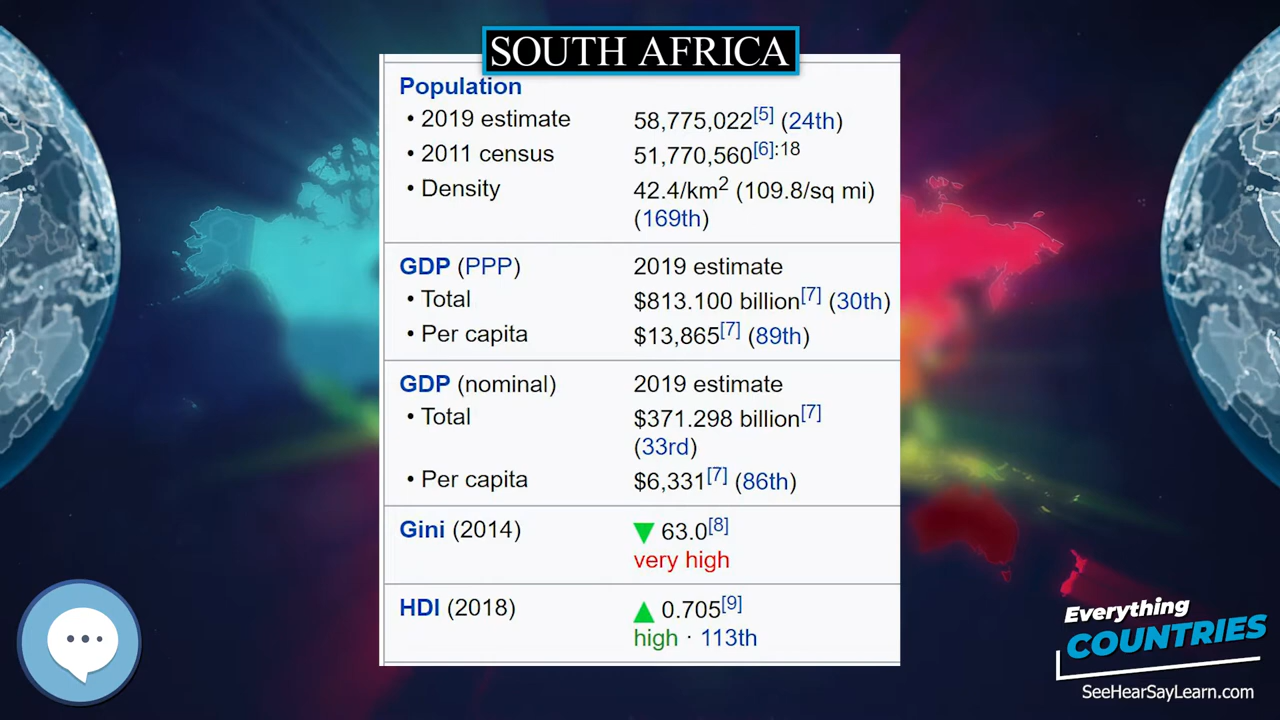 SOUTH AFRICA
Population
• 2019 estimate 58,775,022[5] (24th)
• 2011 census 51,770,560[6]:18
• Density 42.4/km2 (109.8/sq mi)
(169th)
GDP (PPP) 2019 estimate
• Total $813.100 billion[7] (30th)
• Per capita $13,865[7] (89th)
GDP (nominal) 2019 estimate
• Total $371.298 billion[7]
(33rd)
• Per capita $6,331[7] (86th)
Gini (2014) ▼ 63.0[8]
very high
HDI (2018) ▲ 0.705[9]
high · 113th
Everything
COUNTRIES
SeeHearSayLearn.com